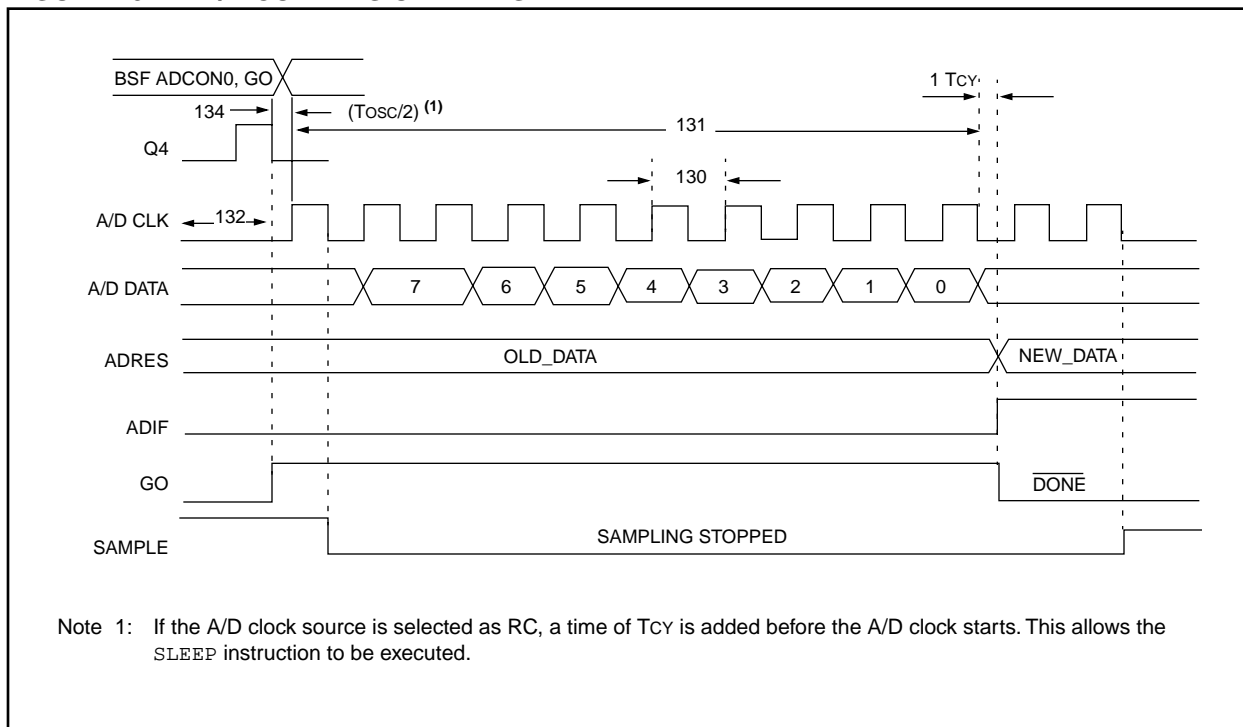 BSF ADCON0, GO
1 TCY
134
(TOSC/2) (1)
131
Q4
130
A/D CLK
132
A/D DATA
7 6 5 4 3 2 1 0
ADRES
OLD_DATA
NEW_DATA
ADIF
GO
DONE
SAMPLE
SAMPLING STOPPED
Note 1: If the A/D clock source is selected as RC, a time of TCY is added before the A/D clock starts. This allows the
SLEEP instruction to be executed.